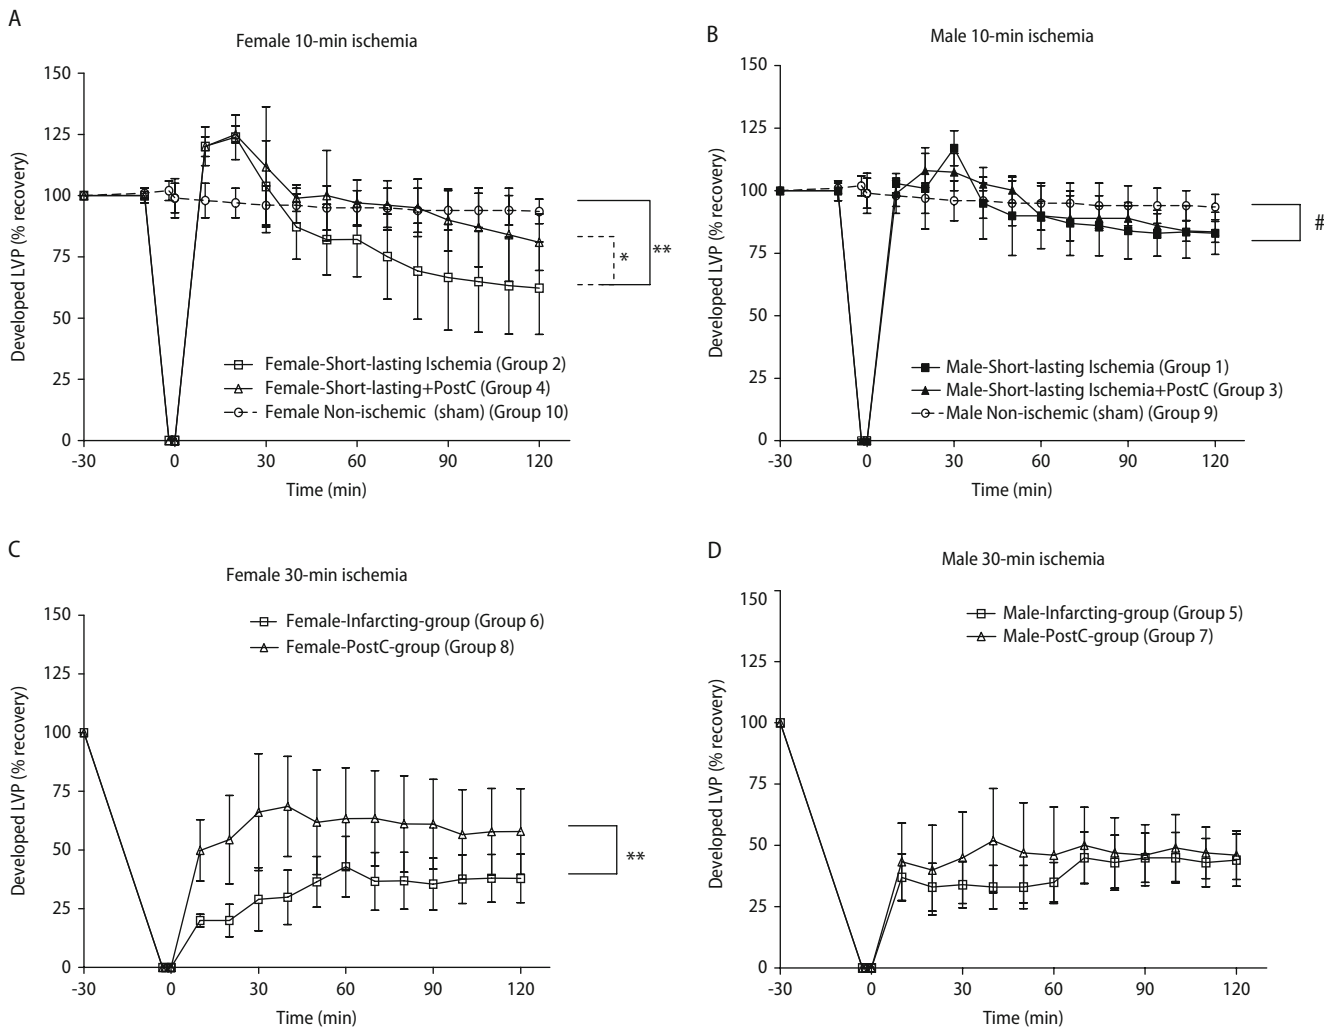 A
Female 10-min ischemia
Developed LVP (% recovery)
150
125
100
75
50
25
0
-30 0 30 60 90 120
Time (min)
* **
Female-Short-lasting Ischemia (Group 2)
Female-Short-lasting+PostC (Group 4)
Female Non-ischemic (sham) (Group 10)
B
Male 10-min ischemia
Developed LVP (% recovery)
150
125
100
75
50
25
0
-30 0 30 60 90 120
Time (min)
#
Male-Short-lasting Ischemia (Group 1)
Male-Short-lasting Ischemia+PostC (Group 3)
Male Non-ischemic (sham) (Group 9)
C
Female 30-min ischemia
Female-Infarcting-group (Group 6)
Female-PostC-group (Group 8)
Developed LVP (% recovery)
150
125
100
75
50
25
0
-30 0 30 60 90 120
Time (min)
**
D
Male 30-min ischemia
Male-Infarcting-group (Group 5)
Male-PostC-group (Group 7)
Developed LVP (% recovery)
150
125
100
75
50
25
0
-30 0 30 60 90 120
Time (min)